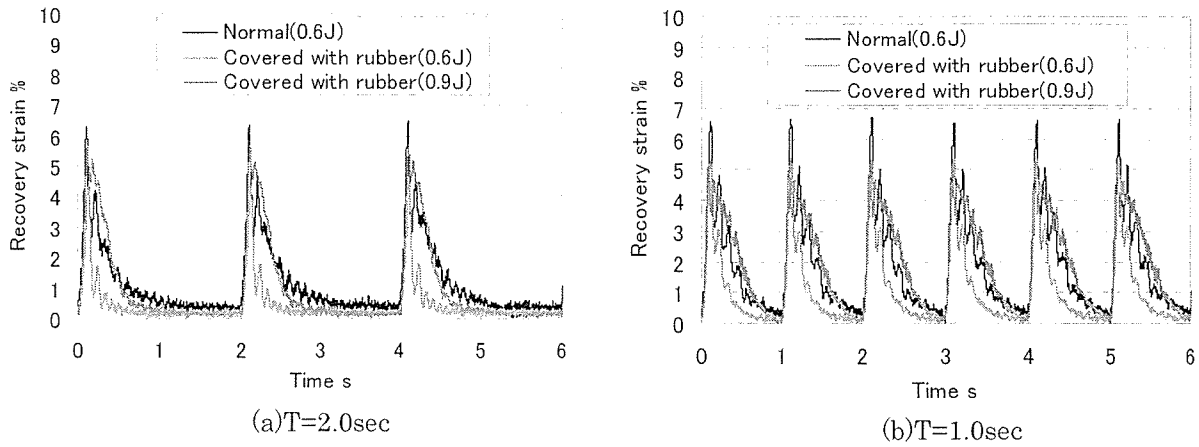 10
9
8
7
6
5
4
3
2
1
0
Recovery strain %
Normal(0.6J)
Covered with rubber(0.6J)
Covered with rubber(0.9J)
0 1 2 3 4 5 6
Time s
(a)T=2.0sec
10
9
8
7
6
5
4
3
2
1
0
Recovery strain %
Normal(0.6J)
Covered with rubber(0.6J)
Covered with rubber(0.9J)
0 1 2 3 4 5 6
Time s
(b)T=1.0sec